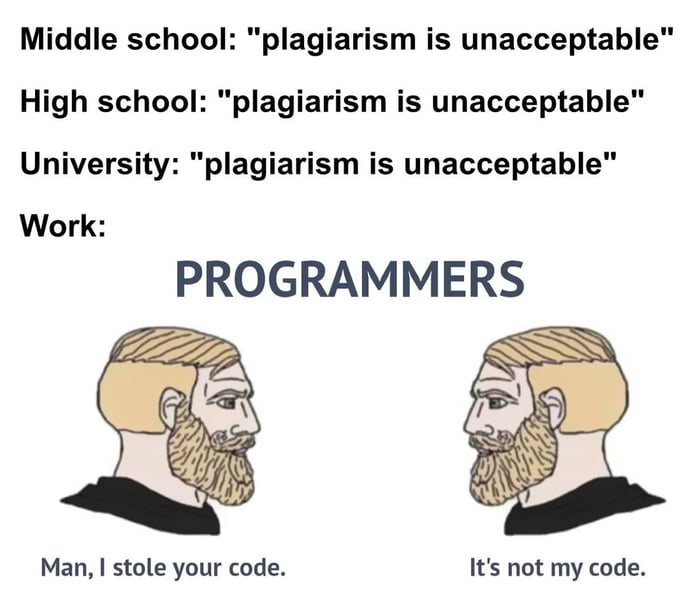 Middle school: "plagiarism is unacceptable"
High school: "plagiarism is unacceptable"
University: "plagiarism is unacceptable"
Work:
PROGRAMMERS
Man, I stole your code.
It's not my code.